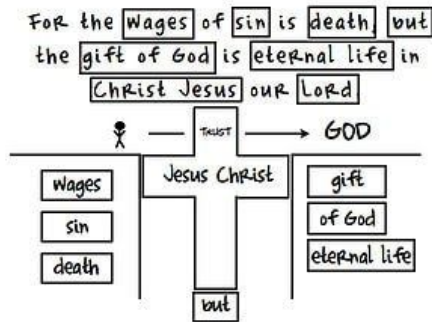 For the wages of sin is death, but
the gift of God is eternal life in
Christ Jesus our Lord.
TRUST
GOD
Jesus Christ
wages
sin
death
gift
of God
eternal life
but